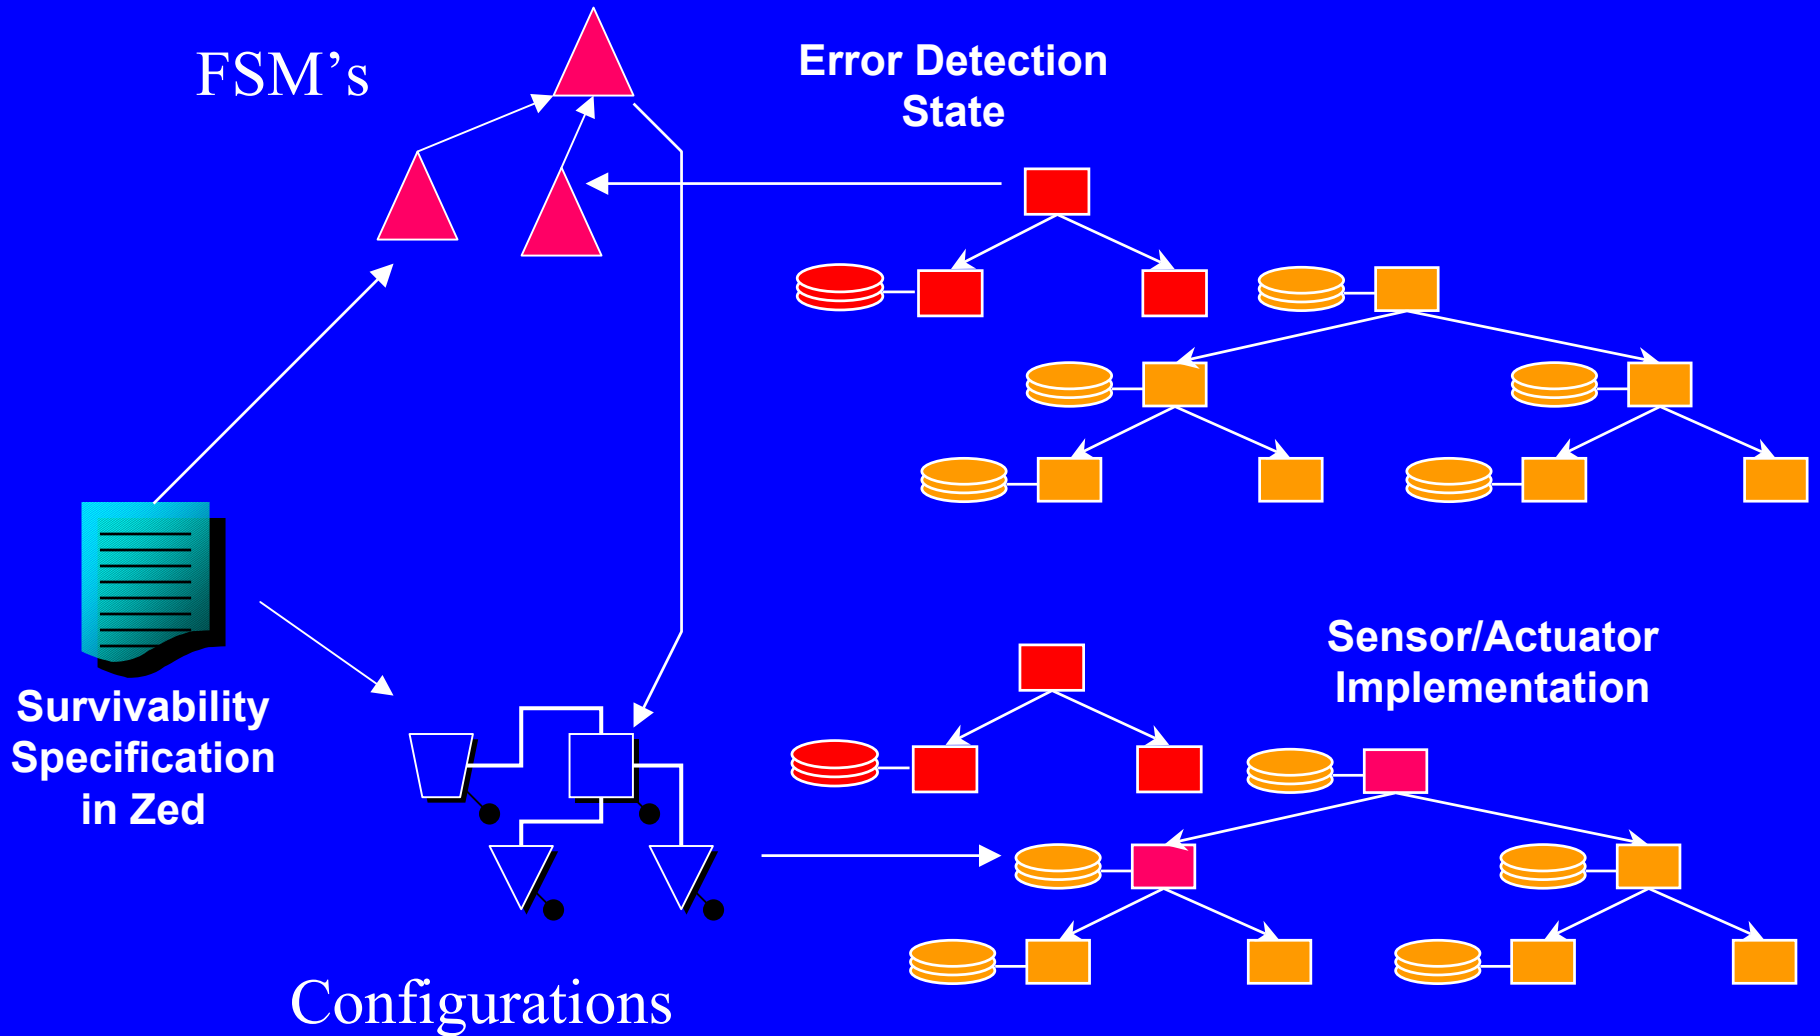 FSM’s
Error Detection
State
Survivability
Specification
in Zed
Sensor/Actuator
Implementation
Configurations